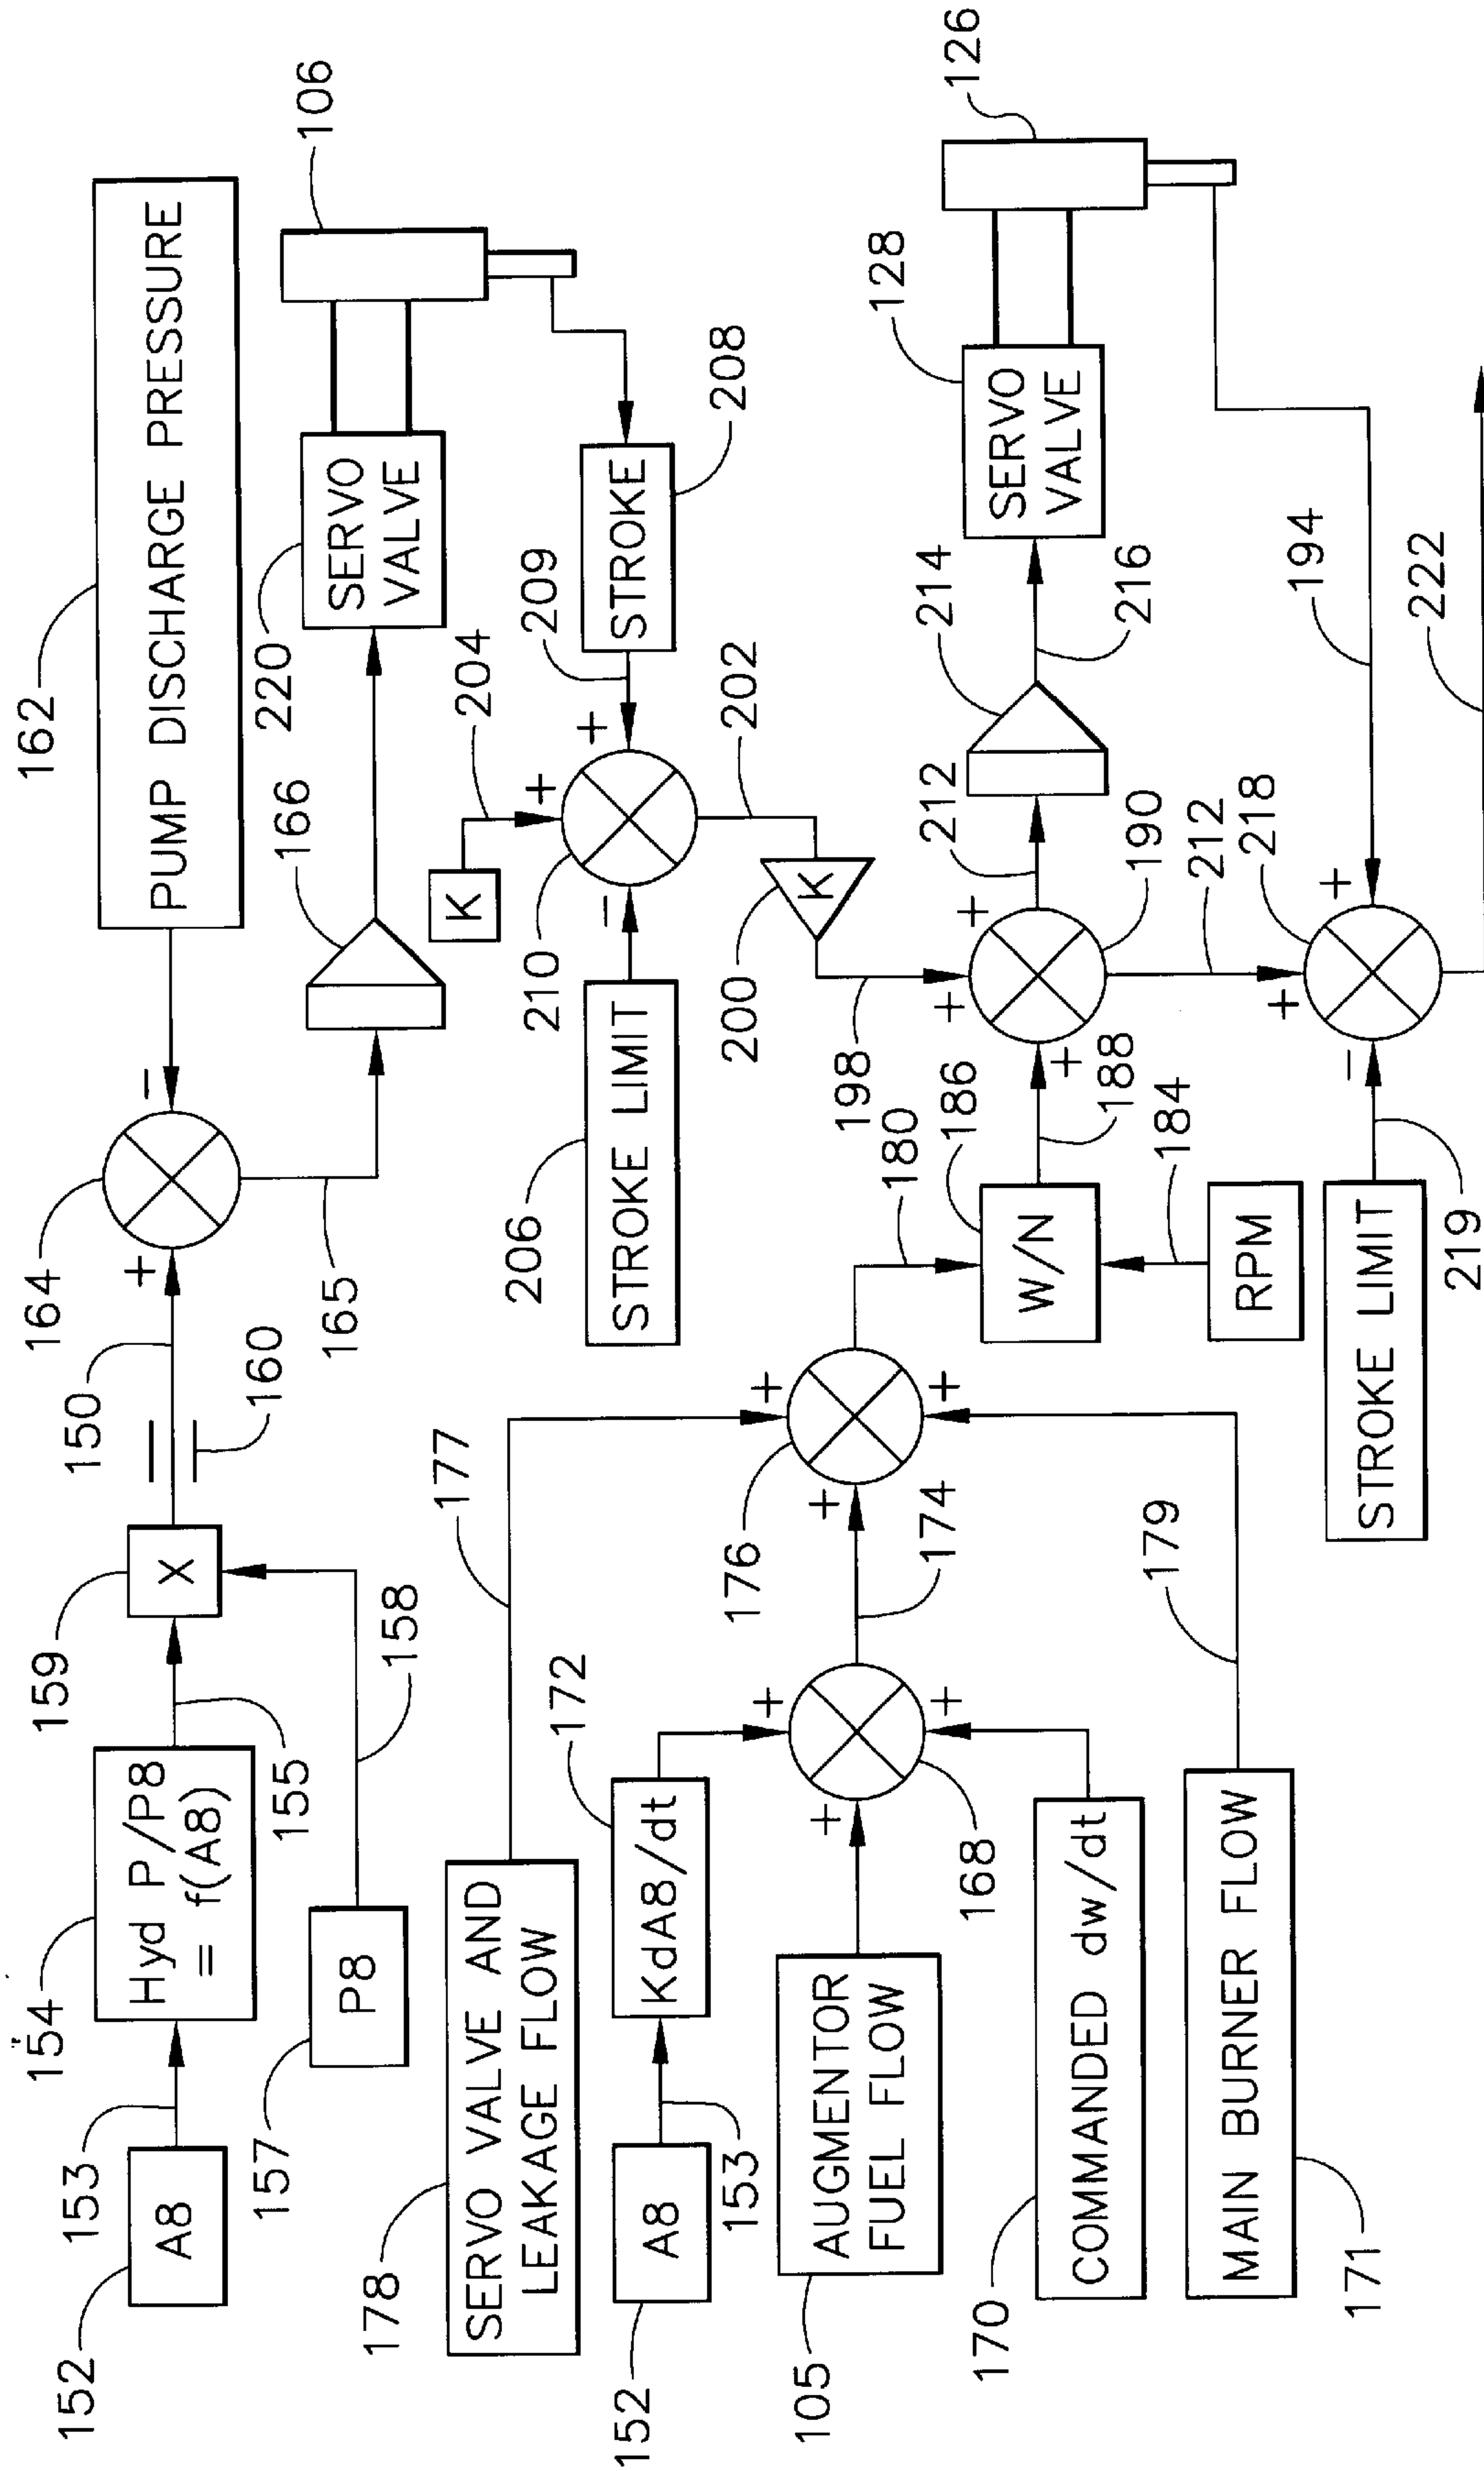 152
A8
153
154
Hyd P/P8
= f(A8)
155
157
P8
158
159
X
160
150
+
164
−
165
162
PUMP DISCHARGE PRESSURE
166
220
SERVO
VALVE
106
K
204
206
STROKE LIMIT
−
210
+
+
209
STROKE
208
202
200
K
198
178
SERVO VALVE AND
LEAKAGE FLOW
177
152
A8
153
172
KdA8/dt
105
AUGMENTOR
FUEL FLOW
+
+
+
168
170
COMMANDED dw/dt
171
MAIN BURNER FLOW
179
174
+
+
+
176
180
186
W/N
188
184
RPM
+
+
+
190
212
214
216
128
SERVO
VALVE
126
212
218
STROKE LIMIT
219
−
+
+
194
222